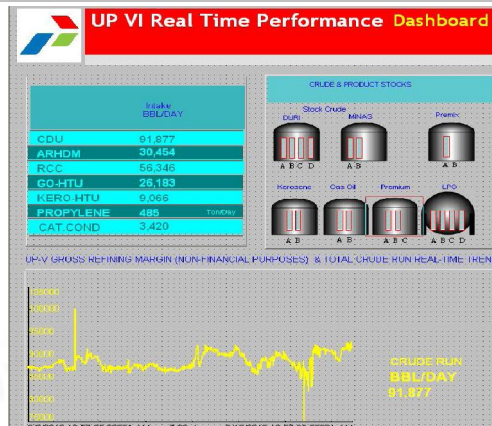 UP VI Real Time Performance Dashboard
Intake
BBL/DAY
CDU 91,877
ARHDM 30,454
RCC 56,346
GO-HTU 26,183
KERO-HTU 9,066
PROPYLENE 485 Ton/Day
CAT.COND 3,420
CRUDE & PRODUCT STOCKS
Stock Crude
DURI MINAS Premix
A B C D A B A B
Kerosene Gas Oil Premium LPG
A B A B A B C A B C D
UP-V GROSS REFINING MARGIN (NON-FINANCIAL PURPOSES) & TOTAL CRUDE RUN REAL-TIME TREN
CRUDE RUN
BBL/DAY
91,877